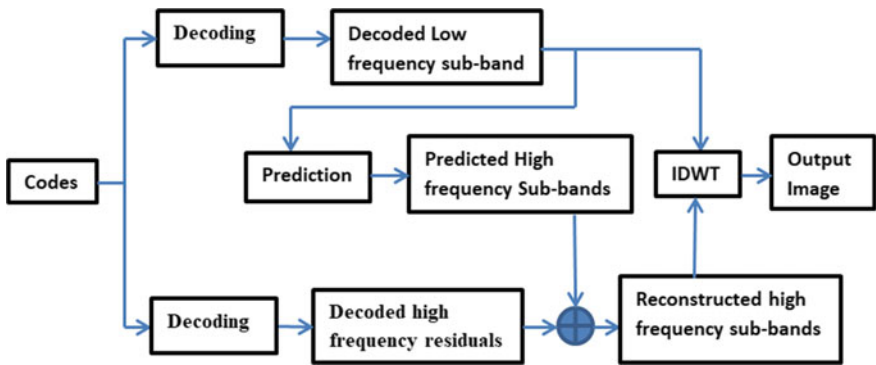 Decoding
Decoded Low
frequency sub-band
Codes
Prediction
Predicted High
frequency Sub-bands
IDWT
Output
Image
Decoding
Decoded high
frequency residuals
Reconstructed high
frequency sub-bands